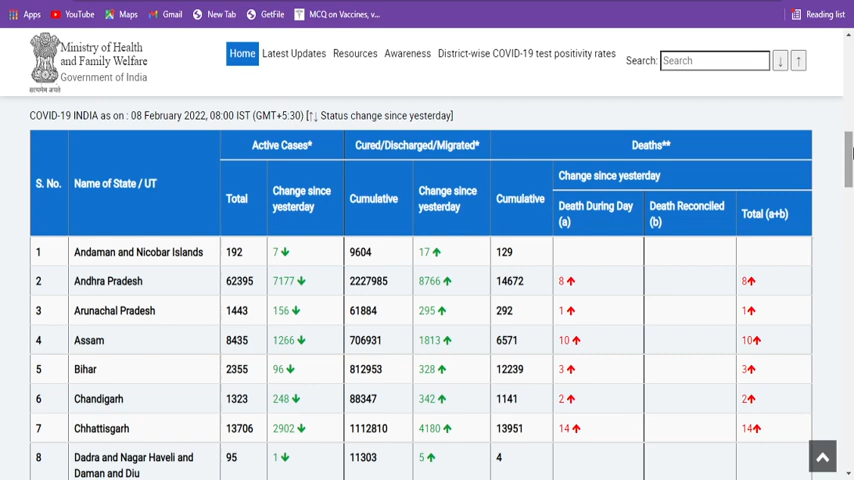 Apps YouTube Maps Gmail New Tab GetFile MCQ on Vaccines, v... Reading list
Ministry of Health
and Family Welfare
Government of India
सत्यमेव जयते
Home Latest Updates Resources Awareness District-wise COVID-19 test positivity rates Search: Search ↓ ↑
COVID-19 INDIA as on : 08 February 2022, 08:00 IST (GMT+5:30) [↑↓ Status change since yesterday]
S. No. Name of State / UT Active Cases* Cured/Discharged/Migrated* Deaths**
Total Change since yesterday Cumulative Change since yesterday Cumulative Change since yesterday
Death During Day (a) Death Reconciled (b) Total (a+b)
1 Andaman and Nicobar Islands 192 7↓ 9604 17↑ 129
2 Andhra Pradesh 62395 7177↓ 2227985 8766↑ 14672 8↑ 8↑
3 Arunachal Pradesh 1443 156↓ 61884 295↑ 292 1↑ 1↑
4 Assam 8435 1266↓ 706931 1813↑ 6571 10↑ 10↑
5 Bihar 2355 96↓ 812953 328↑ 12239 3↑ 3↑
6 Chandigarh 1323 248↓ 88347 342↑ 1141 2↑ 2↑
7 Chhattisgarh 13706 2902↓ 1112810 4180↑ 13951 14↑ 14↑
8 Dadra and Nagar Haveli and Daman and Diu 95 1↓ 11303 5↑ 4